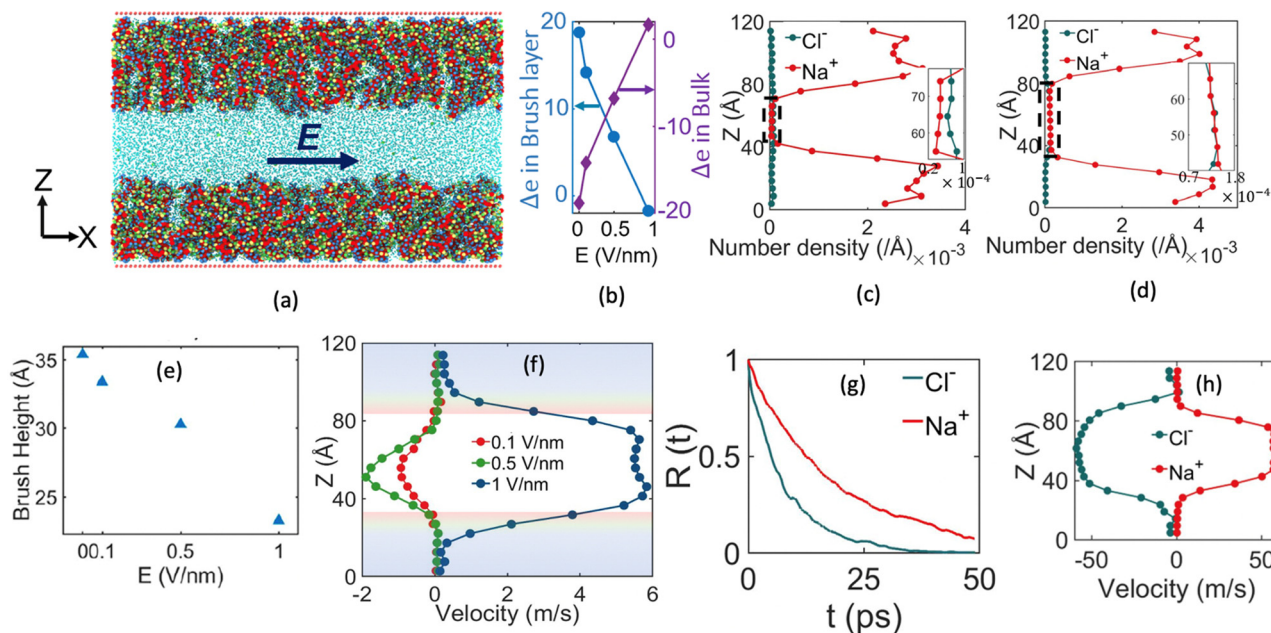 E
Z
X
(a)
Δe in Brush layer
20
10
0
0
-10
-20
Δe in Bulk
0 0.5 1
E (V/nm)
(b)
(c)
120
80
40
0
Z (Å)
Cl-
Na+
70
60
0.2 1
× 10-4
0 2 4
Number density (/Å) × 10-3
(c)
(d)
120
80
40
0
Z (Å)
Cl-
Na+
60
50
0.7 1.8
× 10-4
0 2 4
Number density (/Å) × 10-3
(d)
(e)
35
30
25
Brush Height (Å)
00.1 0.5 1
E (V/nm)
(f)
120
80
40
0
Z (Å)
0.1 V/nm
0.5 V/nm
1 V/nm
-2 0 2 4 6
Velocity (m/s)
(g)
1
0.5
0
R (t)
Cl-
Na+
0 25 50
t (ps)
(h)
120
80
40
0
Z (Å)
Cl-
Na+
-50 0 50
Velocity (m/s)